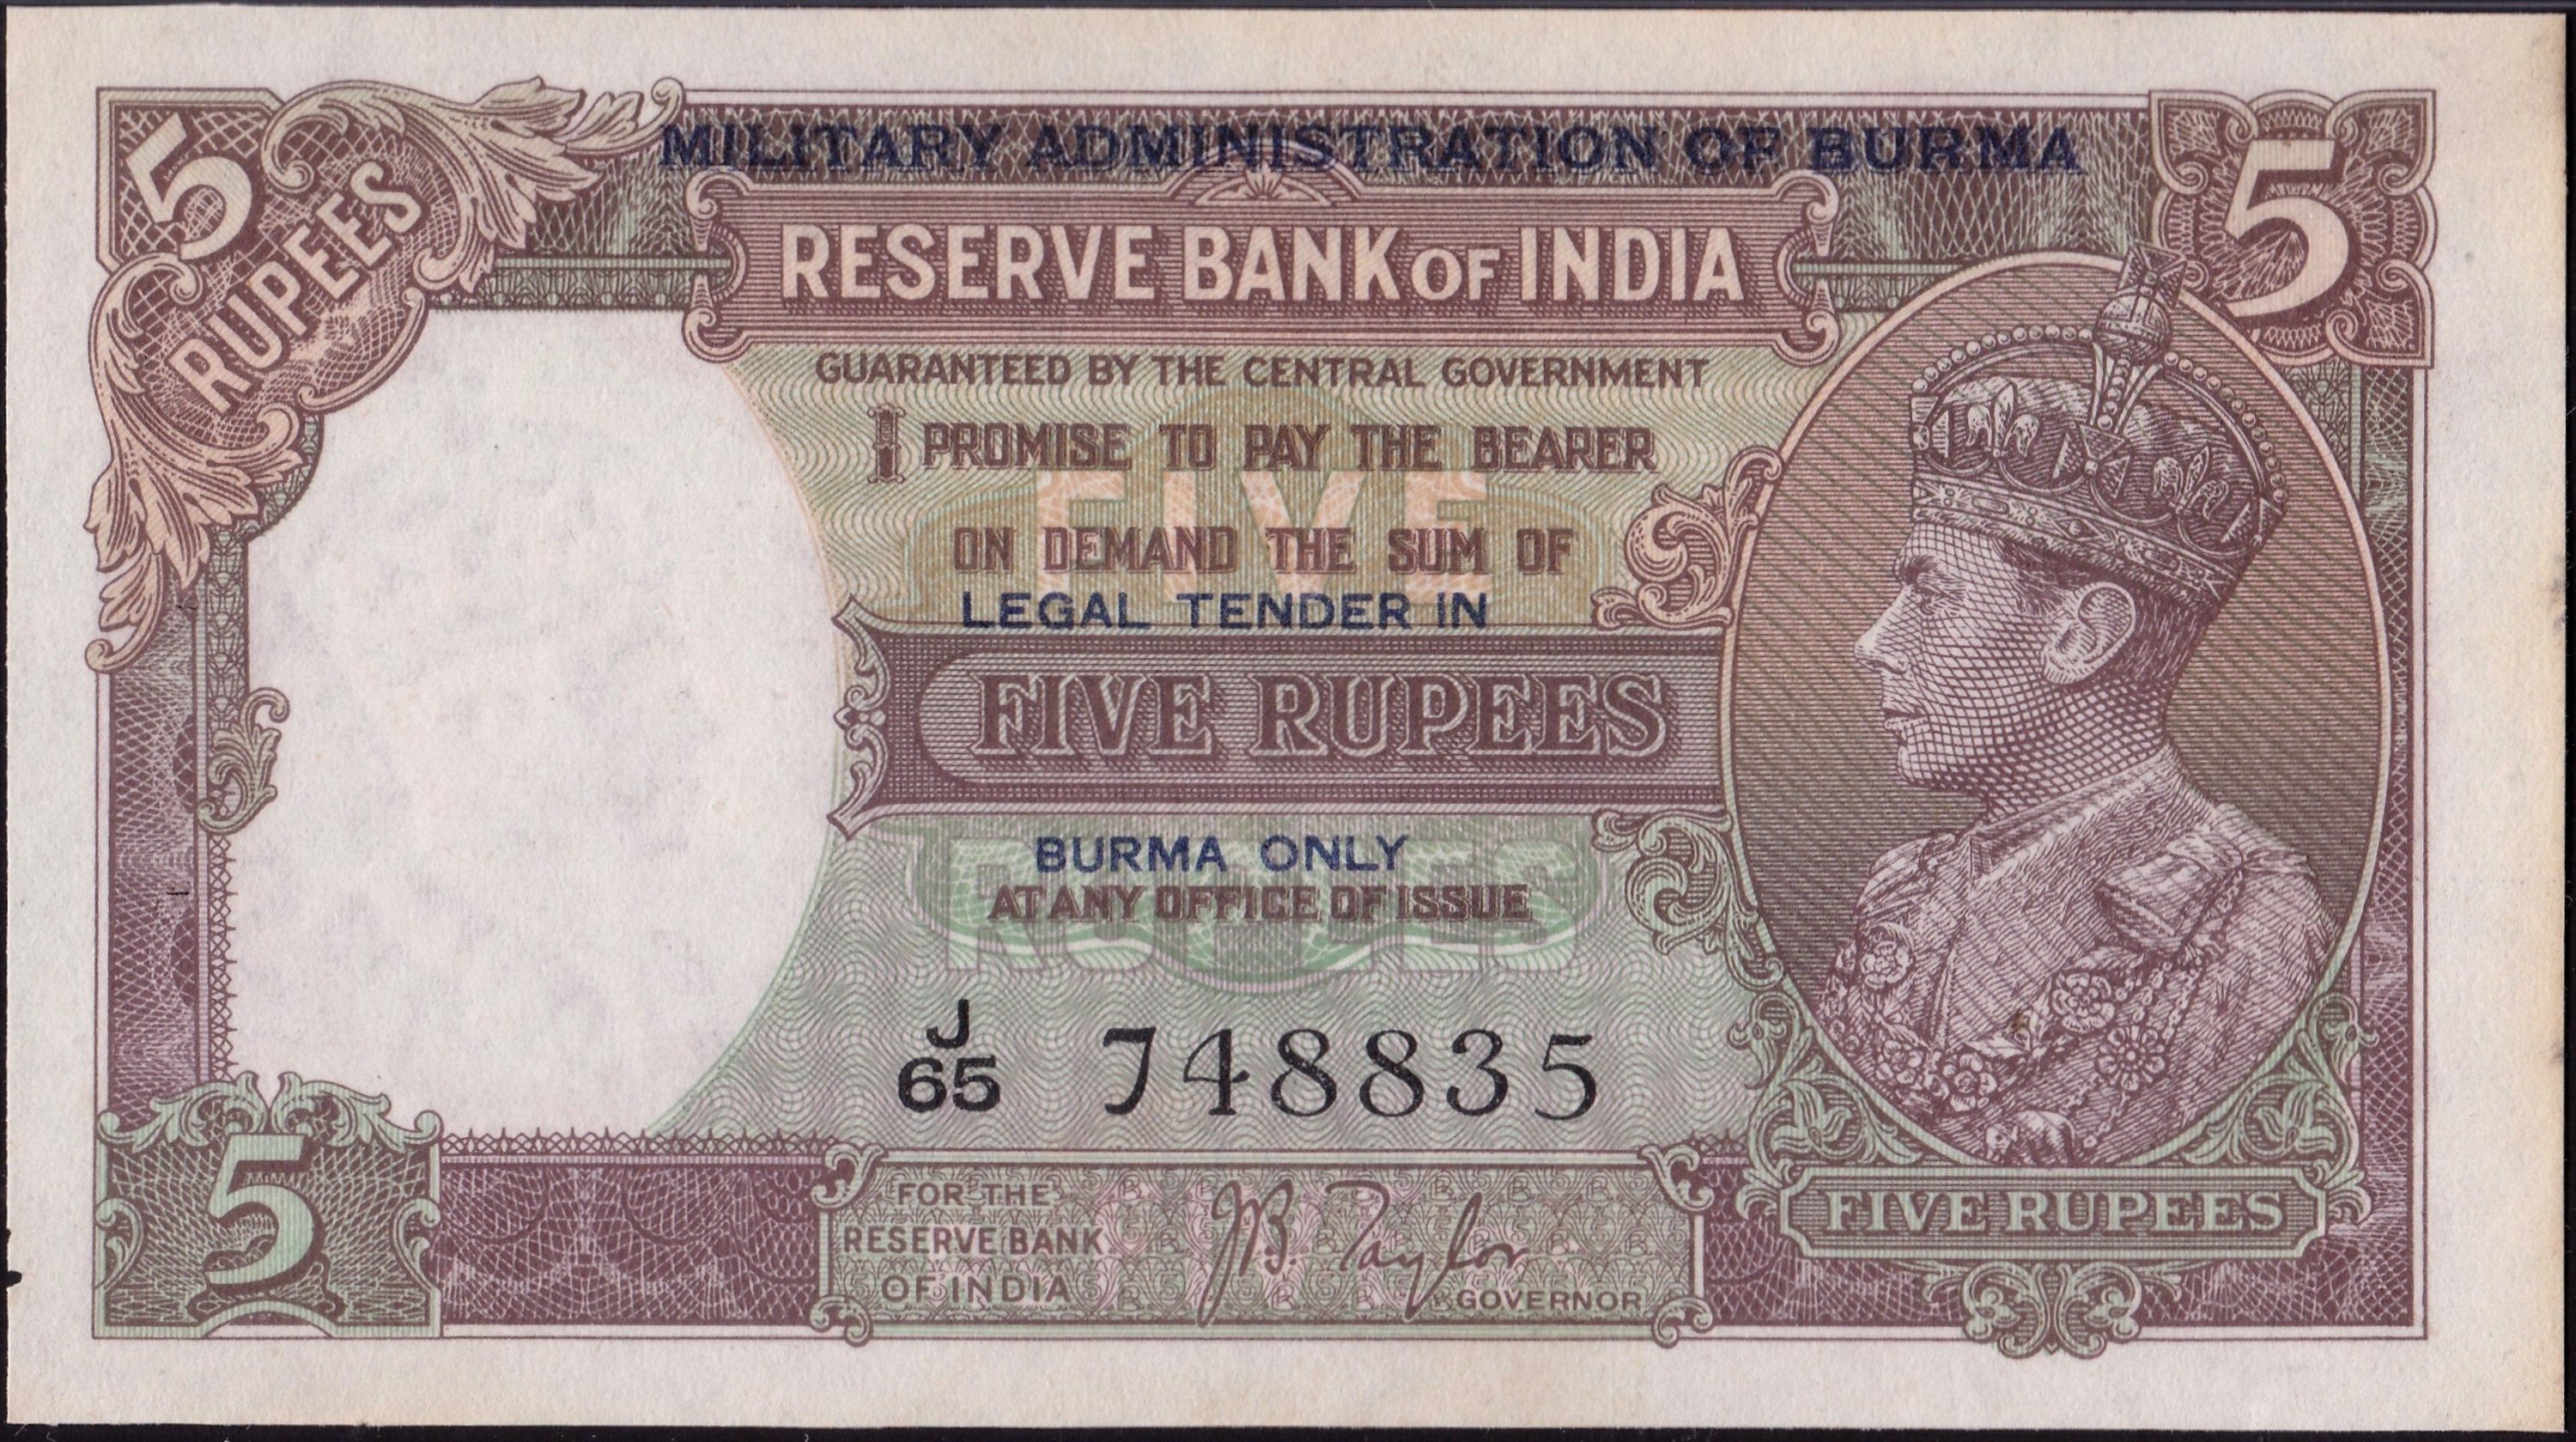 5
RUPEES
MILITARY ADMINISTRATION OF BURMA
5
RESERVE BANK OF INDIA
GUARANTEED BY THE CENTRAL GOVERNMENT
I PROMISE TO PAY THE BEARER
FIVE
ON DEMAND THE SUM OF
LEGAL TENDER IN
FIVE RUPEES
BURMA ONLY
RUPEES
AT ANY OFFICE OF ISSUE
J
65 748835
5
FOR THE
RESERVE BANK
OF INDIA
JB. Taylor
GOVERNOR
FIVE RUPEES